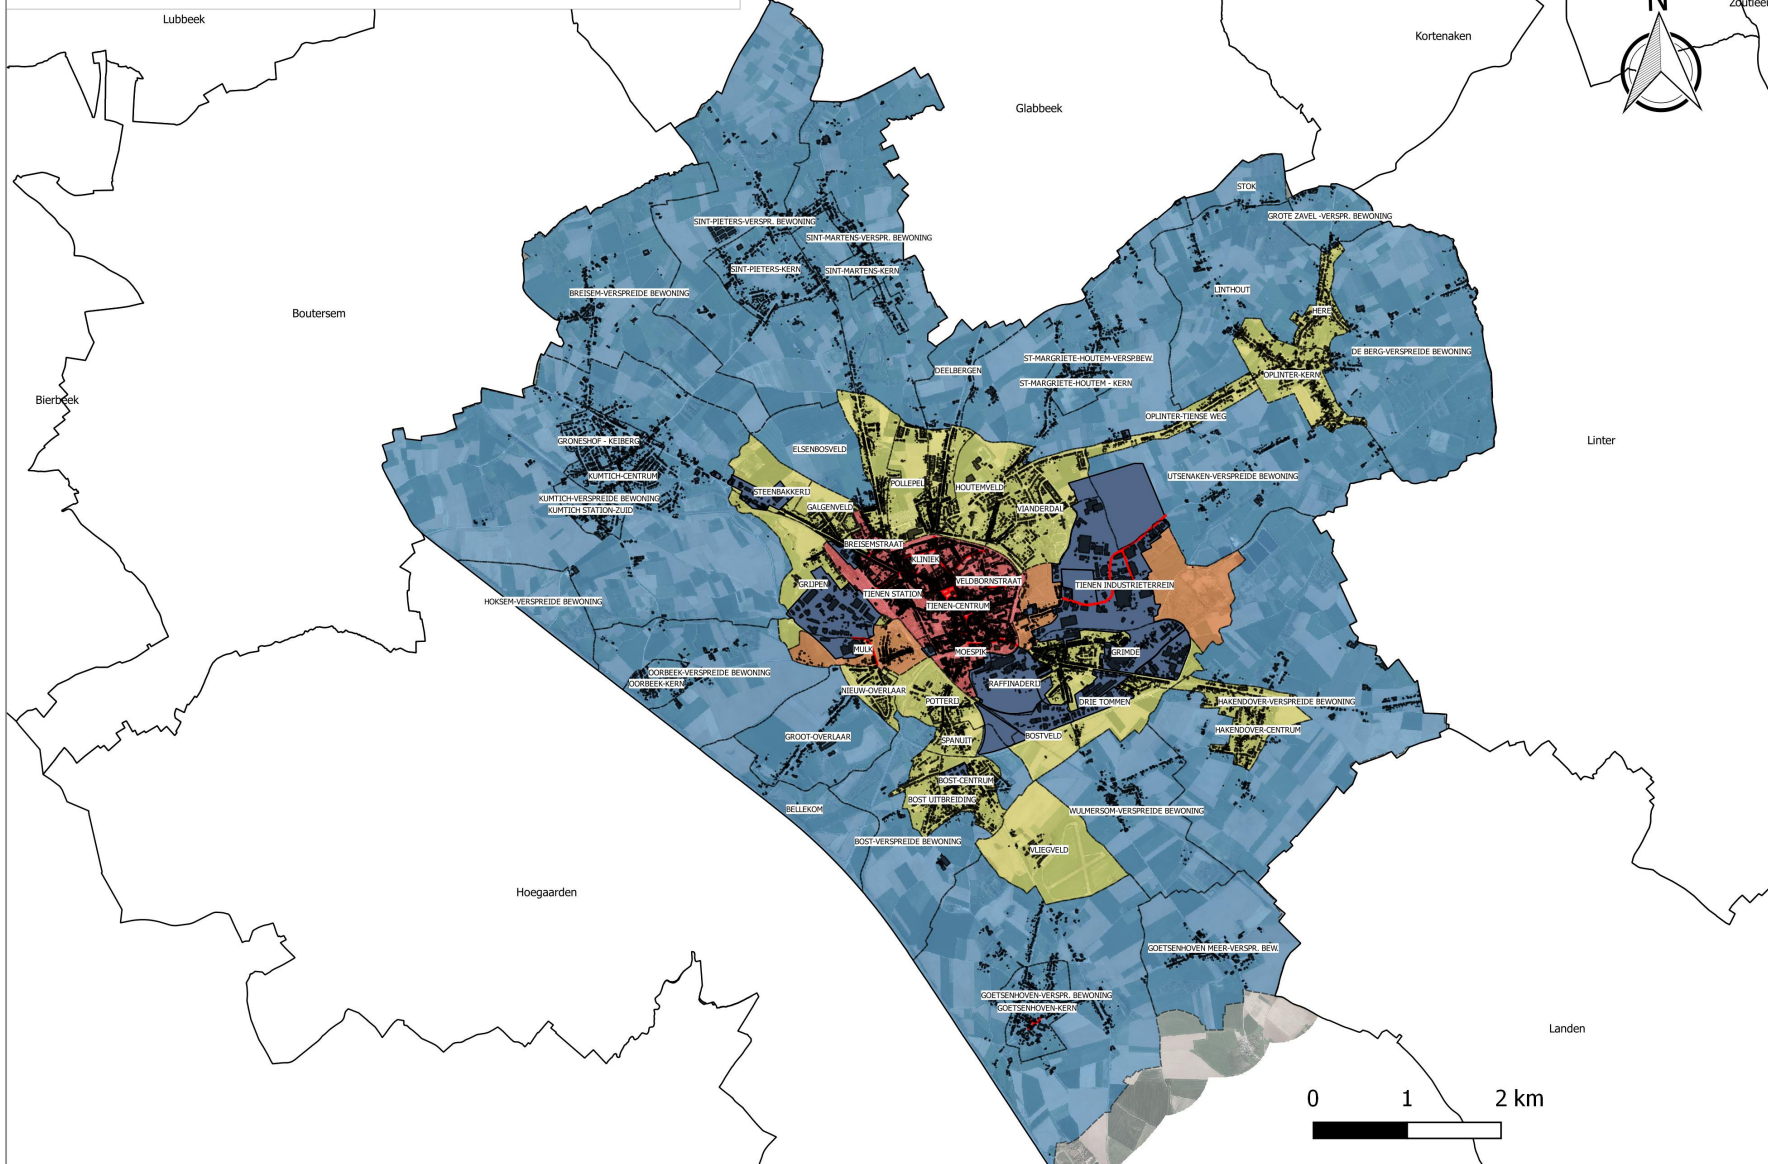 Lubbeek
Zoutleeu
N
Kortenaken
Glabbeek
STOK
GROTE ZAVEL -VERSPR. BEWONING
SINT-PIETERS-VERSPR. BEWONING
SINT-MARTENS-VERSPR. BEWONING
SINT-PIETERS-KERN
SINT-MARTENS-KERN
BREISEM-VERSPREIDE BEWONING
LINTHOUT
HERE
Boutersem
DE BERG-VERSPREIDE BEWONING
ST-MARGRIETE-HOUTEM-VERSP.BEW.
DEELBERGEN
OPLINTER-KERN
ST-MARGRIETE-HOUTEM - KERN
Bierbeek
OPLINTER-TIENSE WEG
GRONESHOF - KEIBERG
Linter
ELSENBOSVELD
KUMTICH-CENTRUM
UTSENAKEN-VERSPREIDE BEWONING
POLLEPEL
HOUTEMVELD
STEENBAKKERIJ
KUMTICH-VERSPREIDE BEWONING
GALGENVELD
VIANDERDAL
KUMTICH STATION-ZUID
BREISEMSTRAAT
KLINIEK
VELDBORNSTRAAT
GRIJPEN
TIENEN INDUSTRIETERREIN
TIENEN STATION
HOKSEM-VERSPREIDE BEWONING
TIENEN-CENTRUM
MULK
MOESPIK
GRIMDE
OORBEEK-VERSPREIDE BEWONING
OORBEEK-KERN
RAFFINADERIJ
NIEUW-OVERLAAR
POTTERIJ
DRIE TOMMEN
HAKENDOVER-VERSPREIDE BEWONING
HAKENDOVER-CENTRUM
GROOT-OVERLAAR
SPANUIT
BOSTVELD
BOST-CENTRUM
BOST UITBREIDING
BELLEKOM
WULMERSOM-VERSPREIDE BEWONING
BOST-VERSPREIDE BEWONING
VLIEGVELD
Hoegaarden
GOETSENHOVEN MEER-VERSPR. BEW.
GOETSENHOVEN-VERSPR. BEWONING
GOETSENHOVEN-KERN
Landen
0 1 2 km